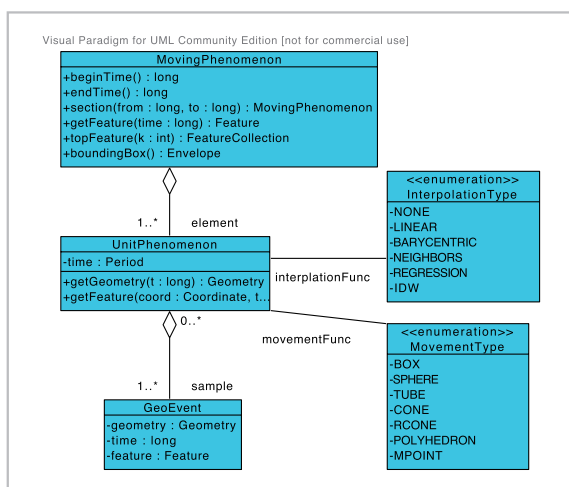 Visual Paradigm for UML Community Edition [not for commercial use]
MovingPhenomenon
+beginTime() : long
+endTime() : long
+section(from : long, to : long) : MovingPhenomenon
+getFeature(time : long) : Feature
+topFeature(k : int) : FeatureCollection
+boundingBox() : Envelope
1..* element
UnitPhenomenon
-time : Period
+getGeometry(t : long) : Geometry
+getFeature(coord : Coordinate, t...
<<enumeration>>
InterpolationType
-NONE
-LINEAR
-BARYCENTRIC
-NEIGHBORS
-REGRESSION
-IDW
interplationFunc
0..*
movementFunc
<<enumeration>>
MovementType
-BOX
-SPHERE
-TUBE
-CONE
-RCONE
-POLYHEDRON
-MPOINT
1..* sample
GeoEvent
-geometry : Geometry
-time : long
-feature : Feature